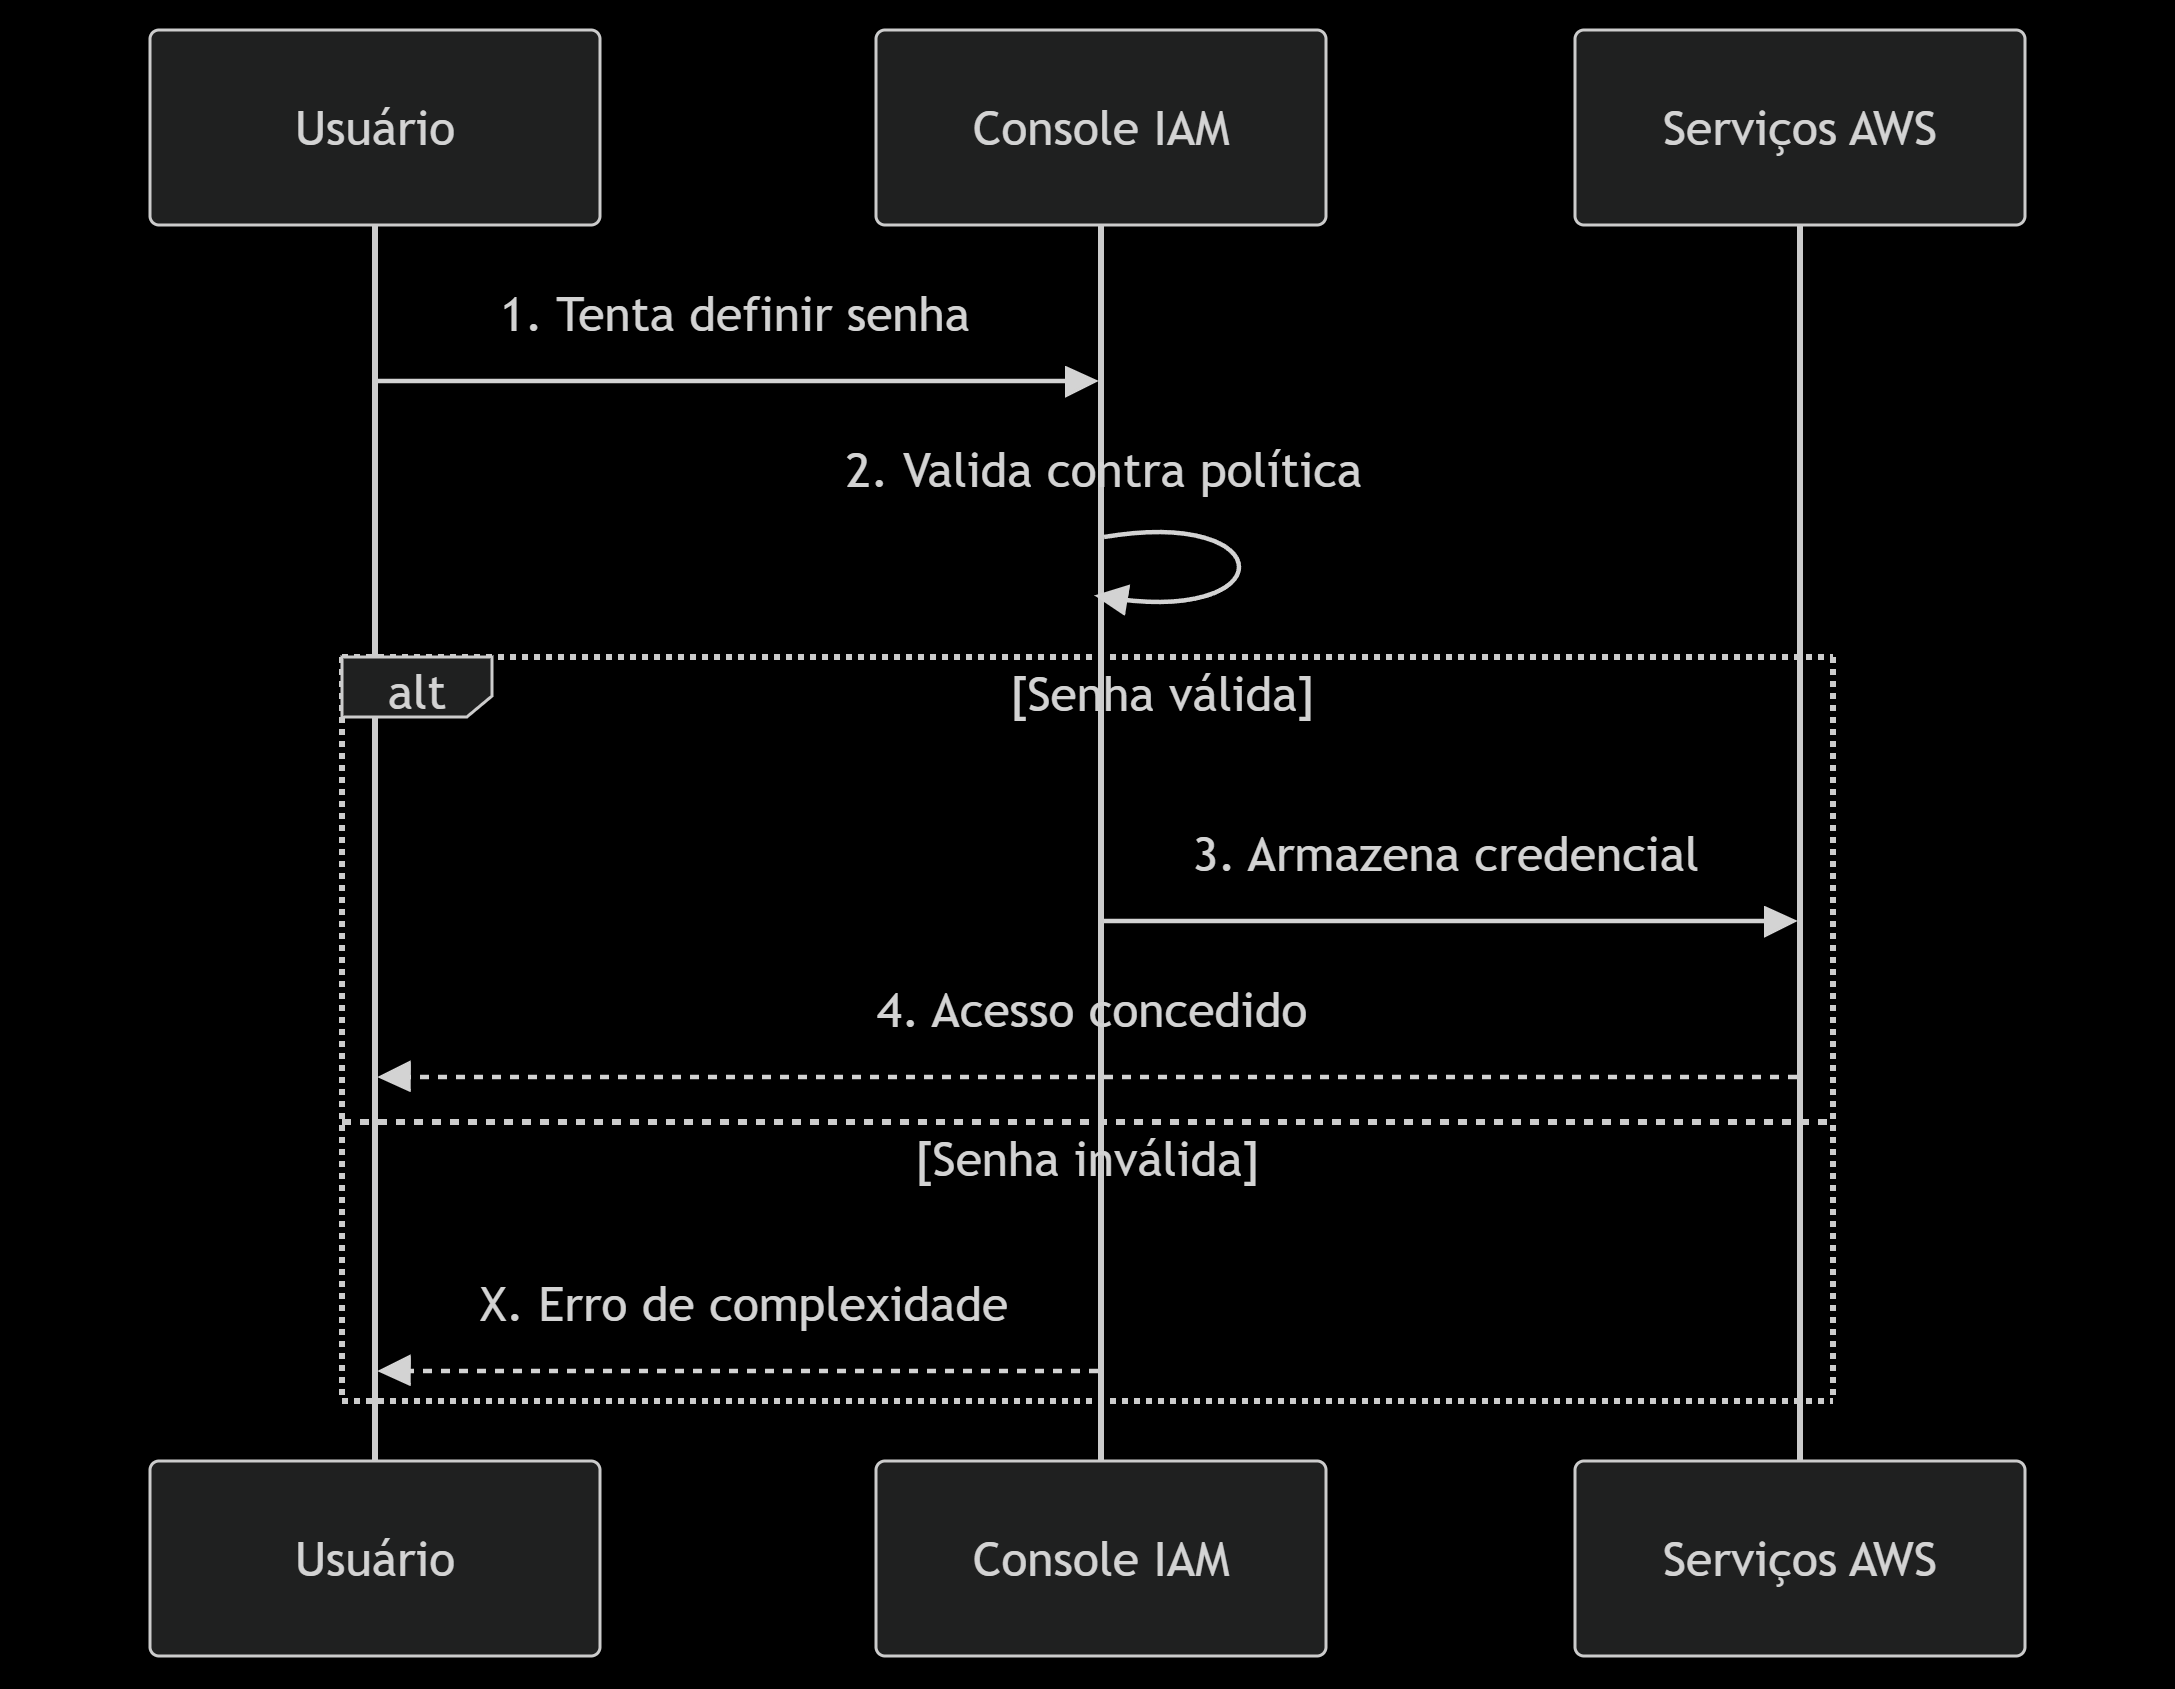 Usuário
Console IAM
Serviços AWS
1. Tenta definir senha
2. Valida contra política
alt
[Senha válida]
3. Armazena credencial
4. Acesso concedido
[Senha inválida]
X. Erro de complexidade
Usuário
Console IAM
Serviços AWS